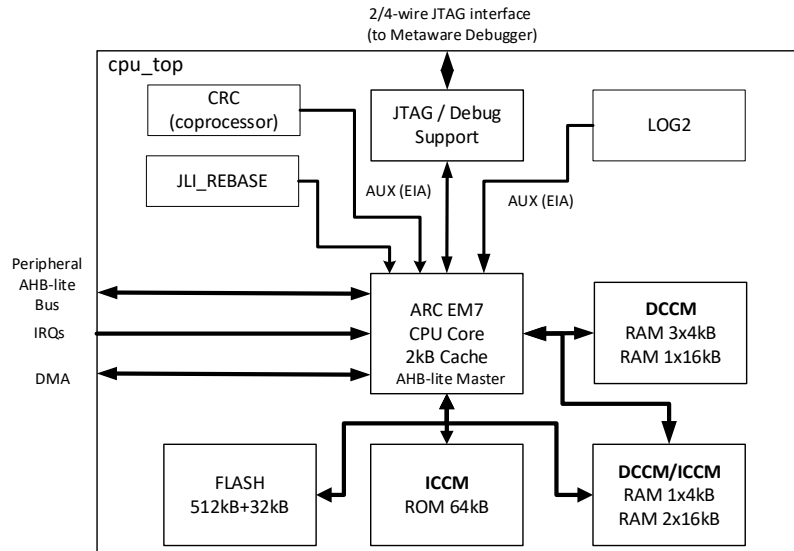 2/4-wire JTAG interface
(to Metaware Debugger)
cpu_top
CRC
(coprocessor)
JTAG / Debug
Support
LOG2
JLI_REBASE
AUX (EIA)
AUX (EIA)
Peripheral
AHB-lite
Bus
IRQs
DMA
ARC EM7
CPU Core
2kB Cache
AHB-lite Master
DCCM
RAM 3x4kB
RAM 1x16kB
FLASH
512kB+32kB
ICCM
ROM 64kB
DCCM/ICCM
RAM 1x4kB
RAM 2x16kB